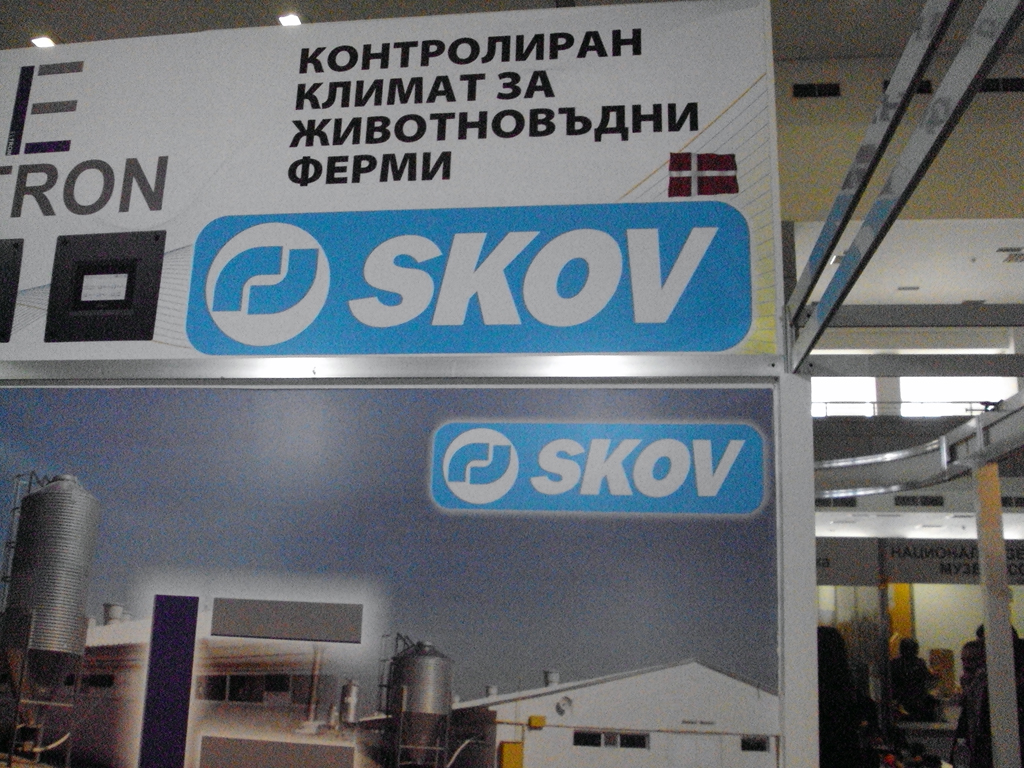 КОНТРОЛИРАН
КЛИМАТ ЗА
ЖИВОТНОВЪДНИ
ФЕРМИ
E
TRON
SKOV
SKOV